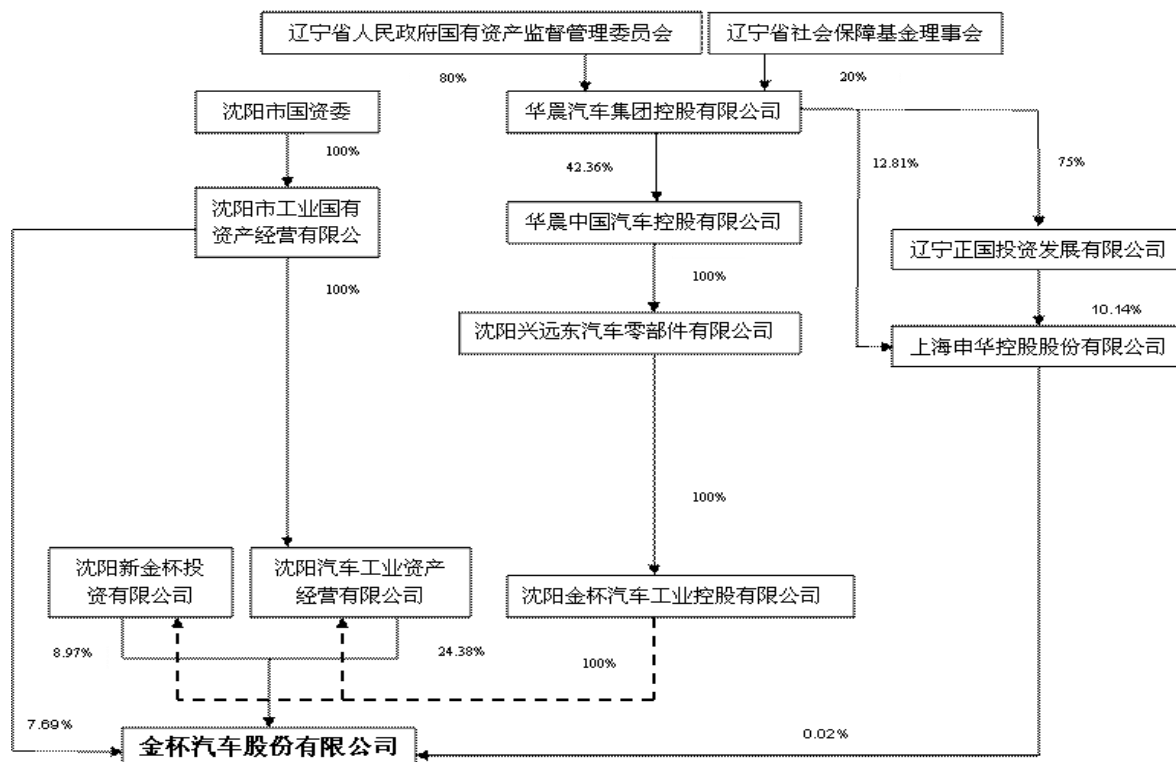 辽宁省人民政府国有资产监督管理委员会
辽宁省社会保障基金理事会
80%
20%
沈阳市国资委
华晨汽车集团控股有限公司
100%
42.36%
12.81%
75%
沈阳市工业国有
资产经营有限公
华晨中国汽车控股有限公司
辽宁正国投资发展有限公司
100%
100%
10.14%
沈阳兴远东汽车零部件有限公司
上海申华控股股份有限公司
100%
沈阳新金杯投
资有限公司
沈阳汽车工业资产
经营有限公司
沈阳金杯汽车工业控股有限公司
8.97%
24.38%
100%
7.69%
0.02%
金杯汽车股份有限公司